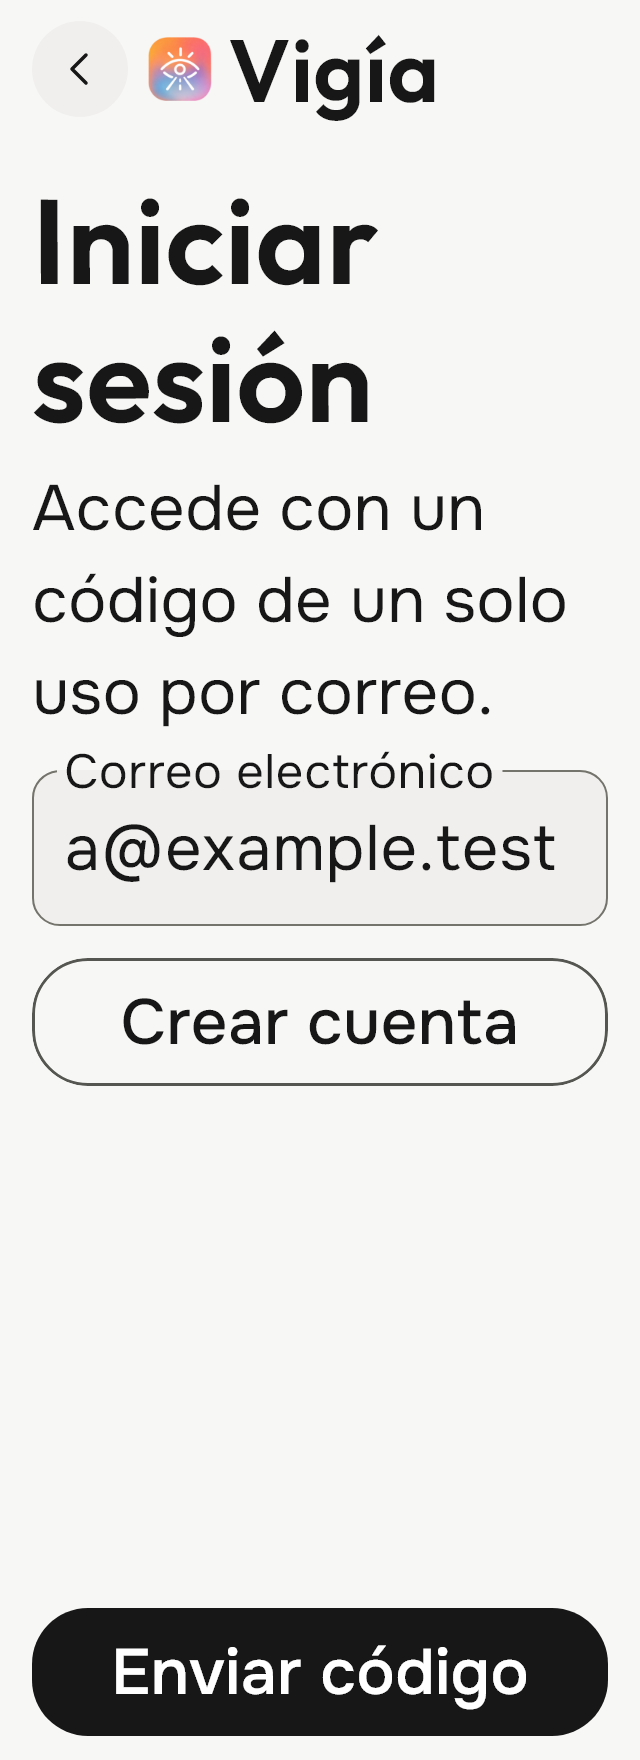 Vigía
Iniciar
sesión
Accede con un
código de un solo
uso por correo.
Correo electrónico
a@example.test
Crear cuenta
Enviar código